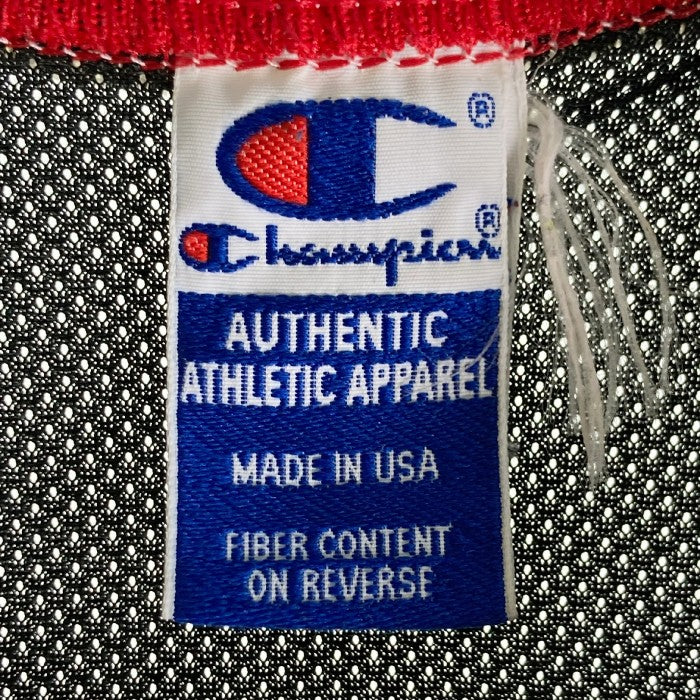 ®
Champion®
AUTHENTIC
ATHLETIC APPAREL
MADE IN USA
FIBER CONTENT
ON REVERSE